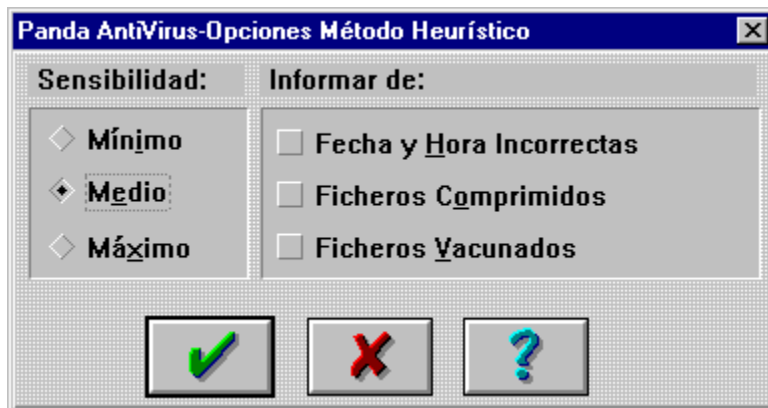 Panda AntiVirus-Opciones Método Heurístico
Sensibilidad:
Informar de:
Mínimo
Medio
Máximo
Fecha y Hora Incorrectas
Ficheros Comprimidos
Ficheros Vacunados
?